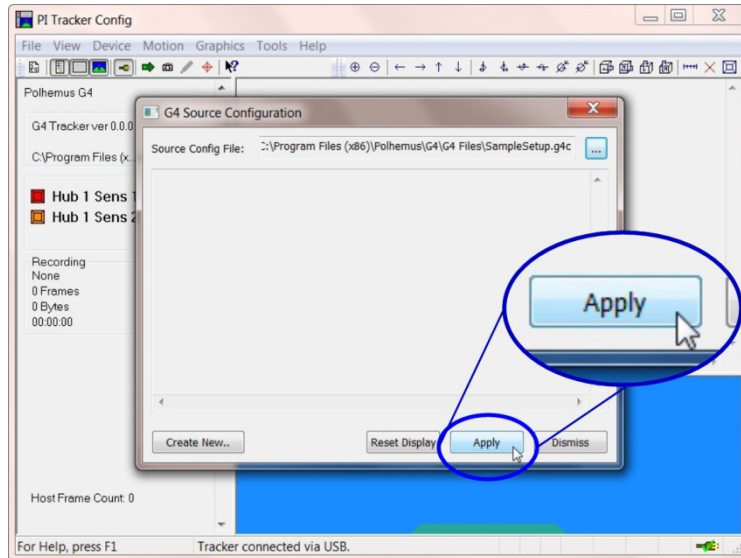 PI Tracker Config
File View Device Motion Graphics Tools Help
Polhemus G4
G4 Source Configuration
G4 Tracker ver 0.0.0
Source Config File: :\Program Files (x86)\Polhemus\G4\G4 Files\SampleSetup.g4c ...
C:\Program Files (x...
Hub 1 Sens 1
Hub 1 Sens 2
Recording
None
0 Frames
0 Bytes
00:00:00
Apply
Create New.. Reset Display Apply Dismiss
Host Frame Count: 0
For Help, press F1 Tracker connected via USB.